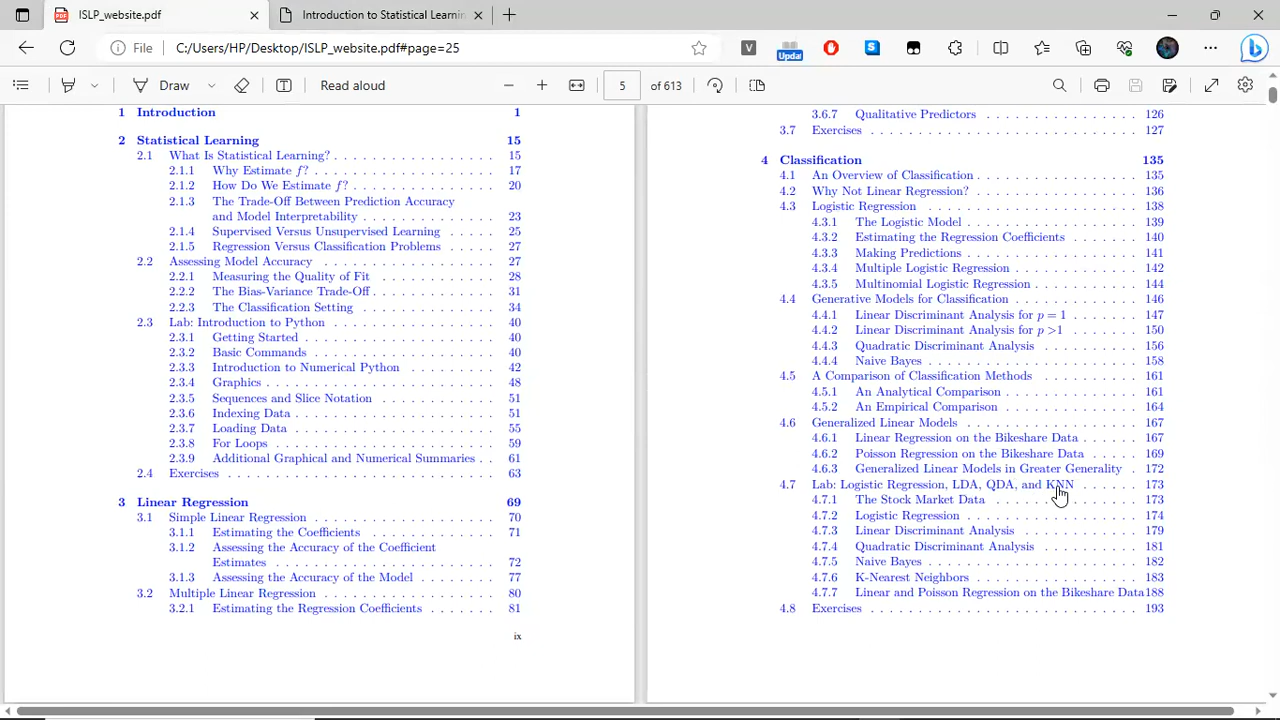 ISLP_website.pdf
Introduction to Statistical Learnin
File C:/Users/HP/Desktop/ISLP_website.pdf#page=25
V
Updat
S
Draw
Read aloud
5 of 613
1 Introduction 1
2 Statistical Learning 15
2.1 What Is Statistical Learning? . . . . . . . . . . . . . . . . . 15
2.1.1 Why Estimate f? . . . . . . . . . . . . . . . . . . 17
2.1.2 How Do We Estimate f? . . . . . . . . . . . . . . 20
2.1.3 The Trade-Off Between Prediction Accuracy
and Model Interpretability . . . . . . . . . . . . . 23
2.1.4 Supervised Versus Unsupervised Learning . . . . . 25
2.1.5 Regression Versus Classification Problems . . . . . 27
2.2 Assessing Model Accuracy . . . . . . . . . . . . . . . . . . 27
2.2.1 Measuring the Quality of Fit . . . . . . . . . . . . 28
2.2.2 The Bias-Variance Trade-Off . . . . . . . . . . . . . 31
2.2.3 The Classification Setting . . . . . . . . . . . . . . 34
2.3 Lab: Introduction to Python . . . . . . . . . . . . . . . . . 40
2.3.1 Getting Started . . . . . . . . . . . . . . . . . . . 40
2.3.2 Basic Commands . . . . . . . . . . . . . . . . . . 40
2.3.3 Introduction to Numerical Python . . . . . . . . . 42
2.3.4 Graphics . . . . . . . . . . . . . . . . . . . . . . . 48
2.3.5 Sequences and Slice Notation . . . . . . . . . . . . 51
2.3.6 Indexing Data . . . . . . . . . . . . . . . . . . . . 51
2.3.7 Loading Data . . . . . . . . . . . . . . . . . . . . 55
2.3.8 For Loops . . . . . . . . . . . . . . . . . . . . . . 59
2.3.9 Additional Graphical and Numerical Summaries . . 61
2.4 Exercises . . . . . . . . . . . . . . . . . . . . . . . . . . 63
3 Linear Regression 69
3.1 Simple Linear Regression . . . . . . . . . . . . . . . . . . 70
3.1.1 Estimating the Coefficients . . . . . . . . . . . . . 71
3.1.2 Assessing the Accuracy of the Coefficient
Estimates . . . . . . . . . . . . . . . . . . . . . . 72
3.1.3 Assessing the Accuracy of the Model . . . . . . . . 77
3.2 Multiple Linear Regression . . . . . . . . . . . . . . . . . 80
3.2.1 Estimating the Regression Coefficients . . . . . . . 81
ix
3.6.7 Qualitative Predictors . . . . . . . . . . . . . . . 126
3.7 Exercises . . . . . . . . . . . . . . . . . . . . . . . . . . 127
4 Classification 135
4.1 An Overview of Classification . . . . . . . . . . . . . . . . 135
4.2 Why Not Linear Regression? . . . . . . . . . . . . . . . . 136
4.3 Logistic Regression . . . . . . . . . . . . . . . . . . . . . 138
4.3.1 The Logistic Model . . . . . . . . . . . . . . . . . 139
4.3.2 Estimating the Regression Coefficients . . . . . . . 140
4.3.3 Making Predictions . . . . . . . . . . . . . . . . . 141
4.3.4 Multiple Logistic Regression . . . . . . . . . . . . 142
4.3.5 Multinomial Logistic Regression . . . . . . . . . . . 144
4.4 Generative Models for Classification . . . . . . . . . . . . 146
4.4.1 Linear Discriminant Analysis for p = 1 . . . . . . . 147
4.4.2 Linear Discriminant Analysis for p >1 . . . . . . . 150
4.4.3 Quadratic Discriminant Analysis . . . . . . . . . . 156
4.4.4 Naive Bayes . . . . . . . . . . . . . . . . . . . . . 158
4.5 A Comparison of Classification Methods . . . . . . . . . . 161
4.5.1 An Analytical Comparison . . . . . . . . . . . . . . 161
4.5.2 An Empirical Comparison . . . . . . . . . . . . . . 164
4.6 Generalized Linear Models . . . . . . . . . . . . . . . . . 167
4.6.1 Linear Regression on the Bikeshare Data . . . . . . 167
4.6.2 Poisson Regression on the Bikeshare Data . . . . . 169
4.6.3 Generalized Linear Models in Greater Generality . 172
4.7 Lab: Logistic Regression, LDA, QDA, and KNN . . . . . . 173
4.7.1 The Stock Market Data . . . . . . . . . . . . . . . 173
4.7.2 Logistic Regression . . . . . . . . . . . . . . . . . 174
4.7.3 Linear Discriminant Analysis . . . . . . . . . . . . 179
4.7.4 Quadratic Discriminant Analysis . . . . . . . . . . 181
4.7.5 Naive Bayes . . . . . . . . . . . . . . . . . . . . . 182
4.7.6 K-Nearest Neighbors . . . . . . . . . . . . . . . . 183
4.7.7 Linear and Poisson Regression on the Bikeshare Data 188
4.8 Exercises . . . . . . . . . . . . . . . . . . . . . . . . . . 193